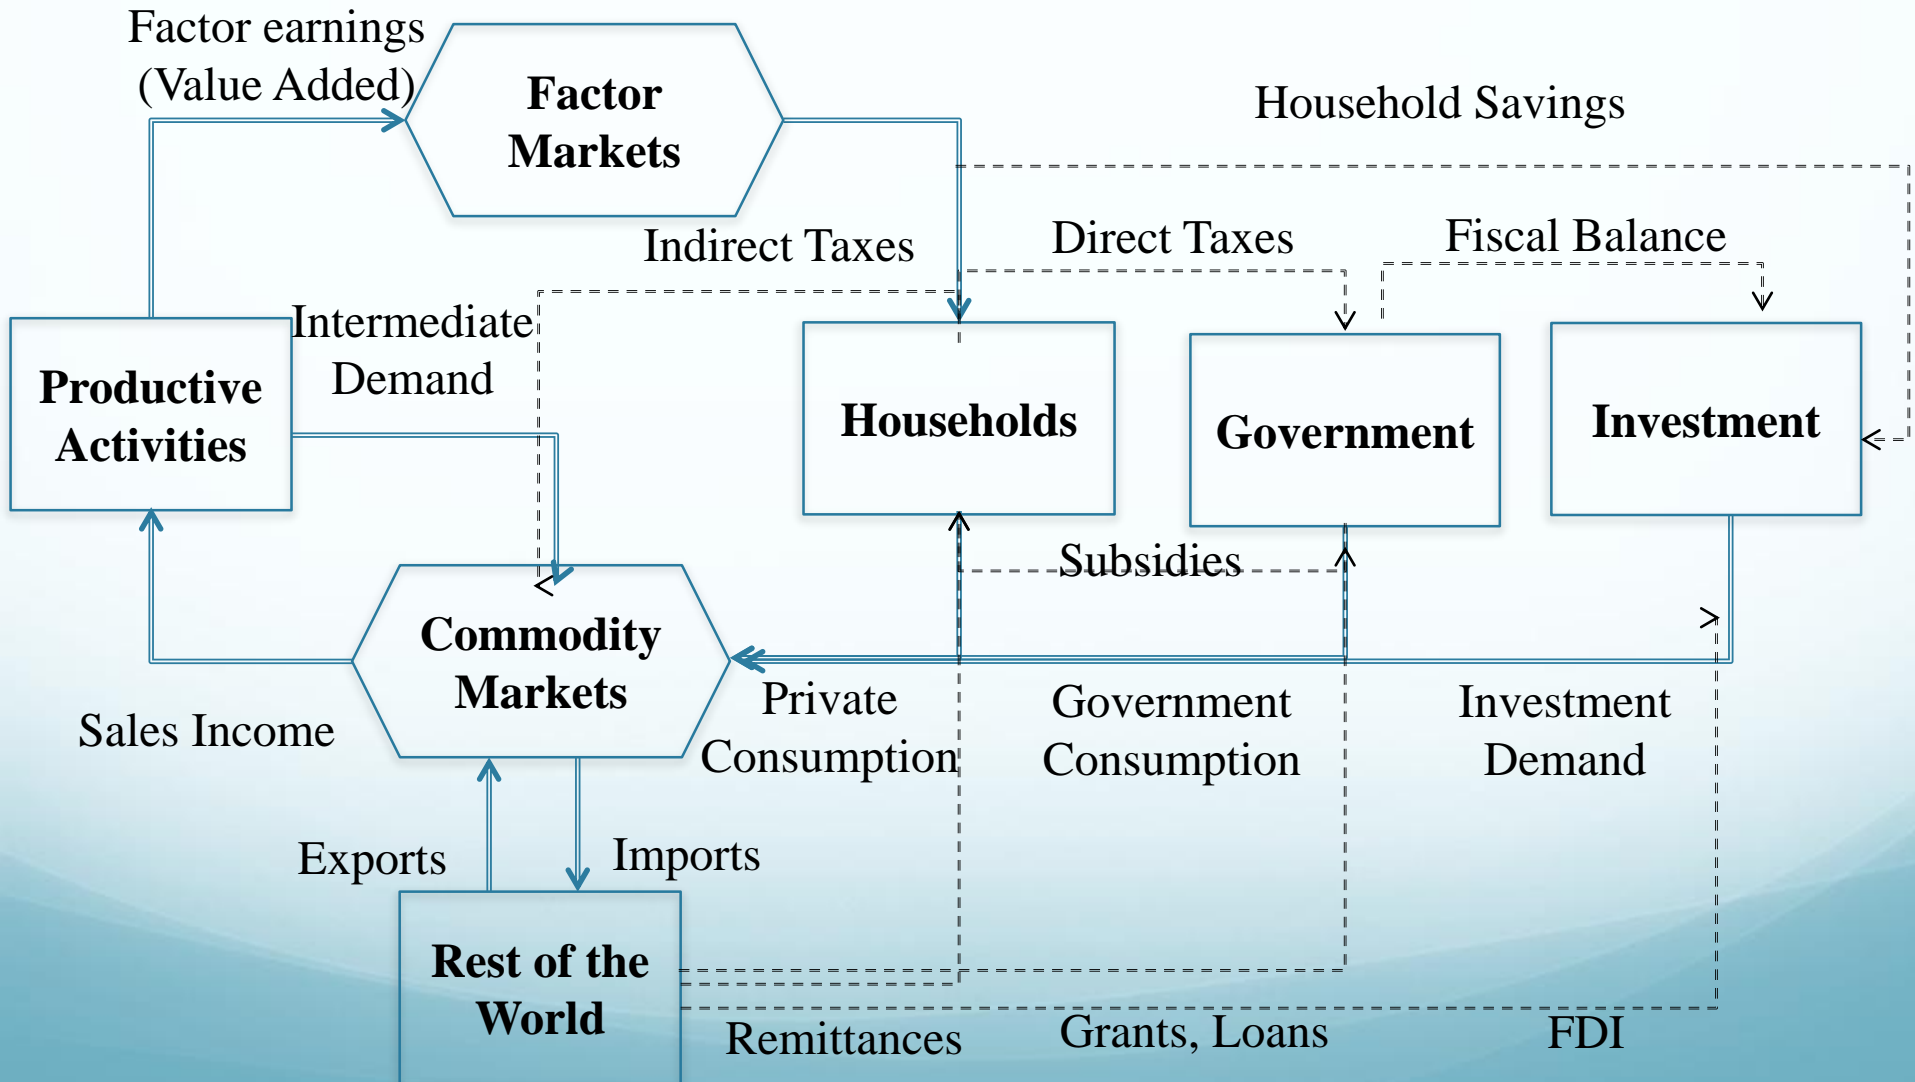 Factor earnings
(Value Added)
Factor
Markets
Household Savings
Indirect Taxes
Direct Taxes
Fiscal Balance
Intermediate
Demand
Productive
Activities
Households
Government
Investment
Subsidies
Commodity
Markets
Sales Income
Private
Consumption
Government
Consumption
Investment
Demand
Exports
Imports
Rest of the
World
Remittances
Grants, Loans
FDI